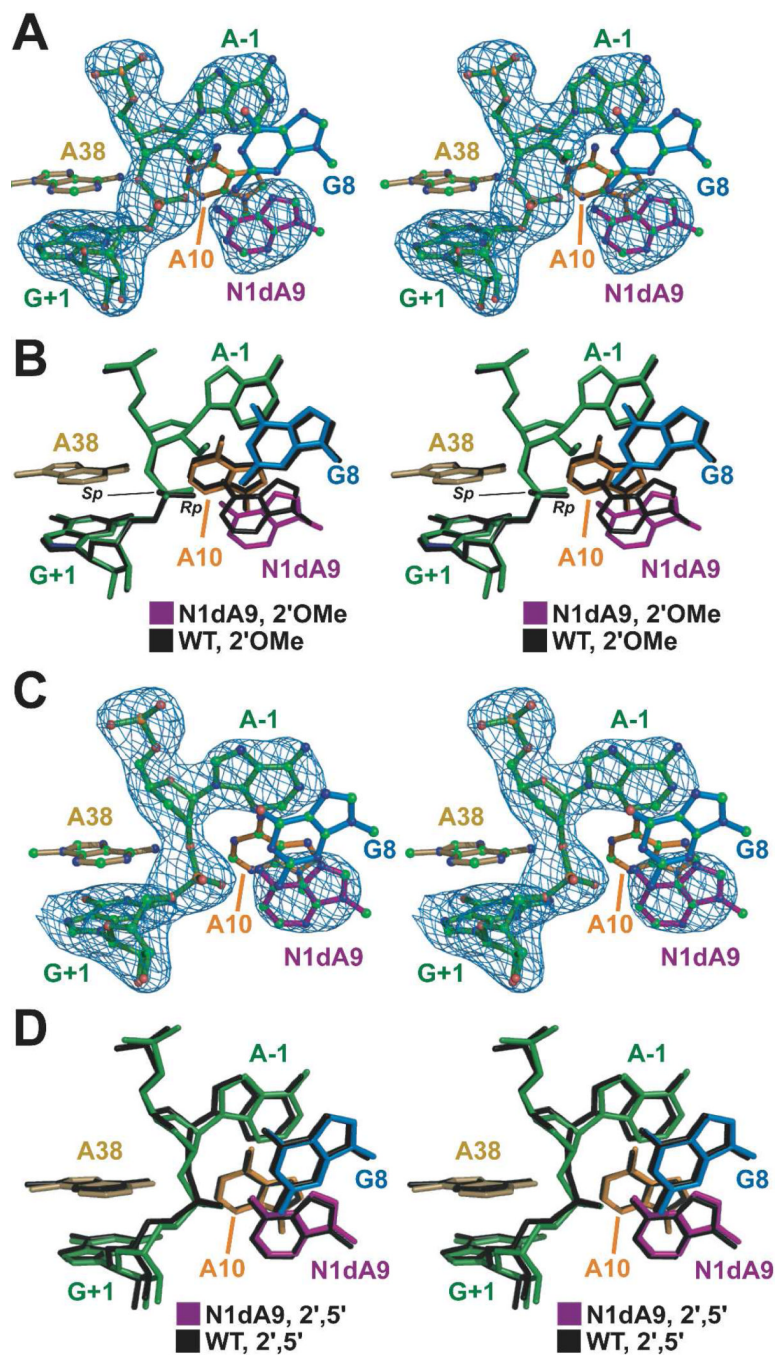 A
A-1 A-1
A38 A38
G8 G8
A10 A10
G+1 N1dA9 G+1 N1dA9
B
A-1 A-1
A38 A38
G8 G8
Sp Rp Sp Rp
A10 A10
G+1 N1dA9 G+1 N1dA9
N1dA9, 2'OMe N1dA9, 2'OMe
WT, 2'OMe WT, 2'OMe
C
A-1 A-1
A38 A38
G8 G8
A10 A10
G+1 N1dA9 G+1 N1dA9
D
A-1 A-1
A38 A38
G8 G8
A10 A10
G+1 N1dA9 G+1 N1dA9
N1dA9, 2',5' N1dA9, 2',5'
WT, 2',5' WT, 2',5'